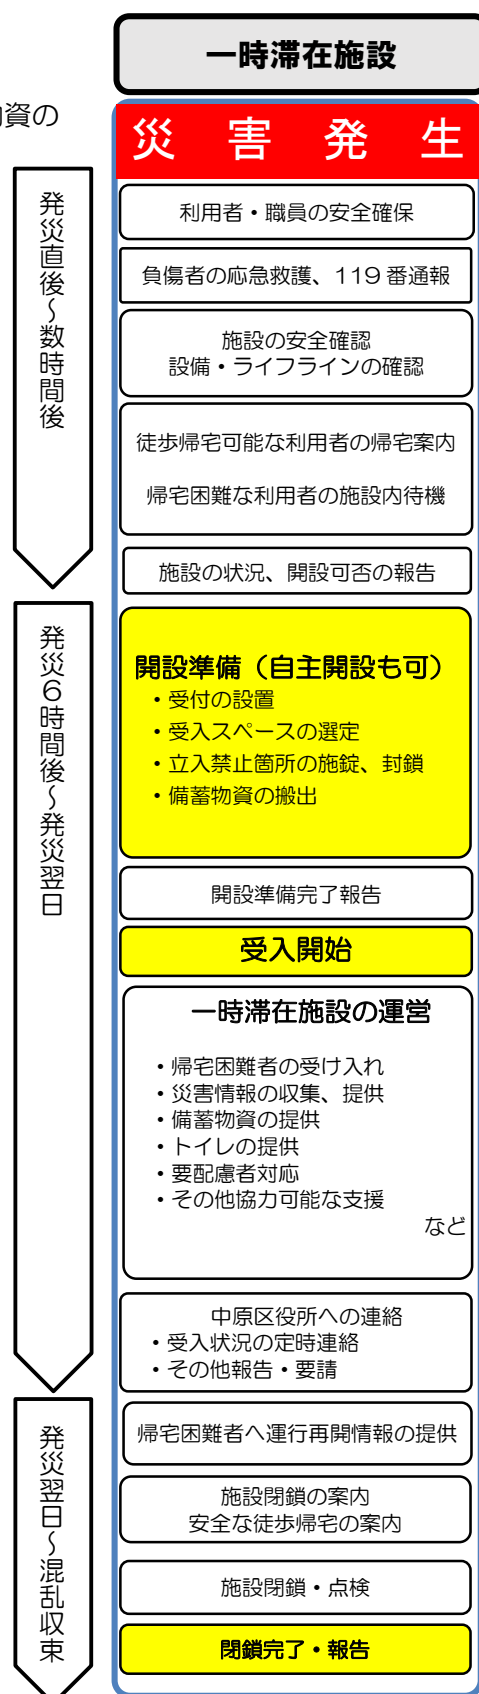 一時滞在施設
資の
災害発生
発災直後～数時間後
利用者・職員の安全確保
負傷者の応急救護、119番通報
施設の安全確認
設備・ライフラインの確認
徒歩帰宅可能な利用者の帰宅案内
帰宅困難な利用者の施設内待機
施設の状況、開設可否の報告
発災6時間後～発災翌日
開設準備（自主開設も可）
・受付の設置
・受入スペースの選定
・立入禁止箇所の施錠、封鎖
・備蓄物資の搬出
開設準備完了報告
受入開始
一時滞在施設の運営
・帰宅困難者の受け入れ
・災害情報の収集、提供
・備蓄物資の提供
・トイレの提供
・要配慮者対応
・その他協力可能な支援
など
中原区役所への連絡
・受入状況の定時連絡
・その他報告・要請
発災翌日～混乱収束
帰宅困難者へ運行再開情報の提供
施設閉鎖の案内
安全な徒歩帰宅の案内
施設閉鎖・点検
閉鎖完了・報告